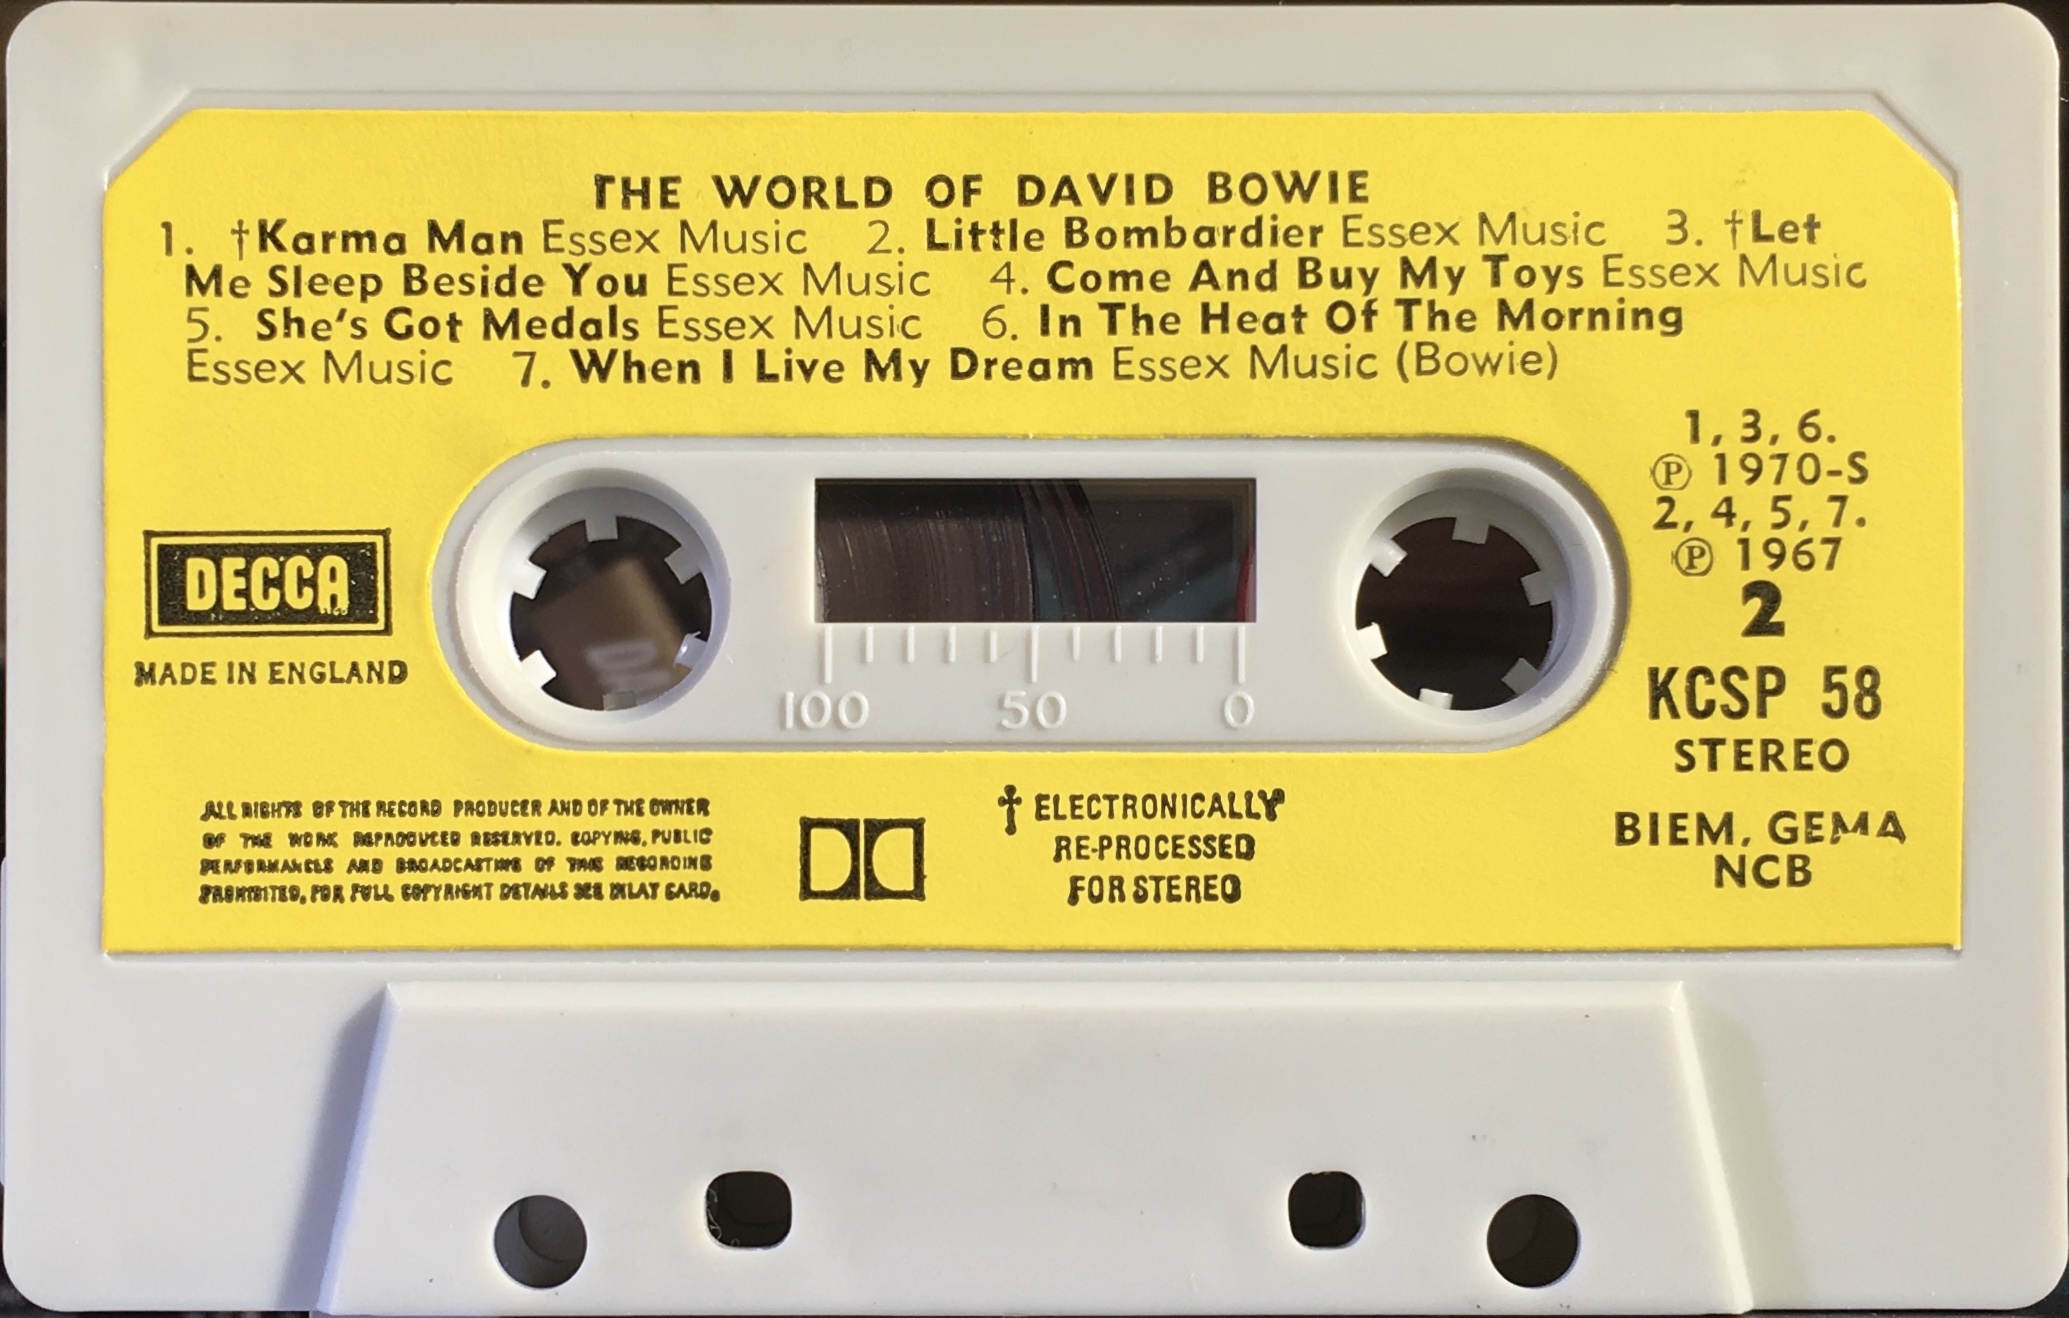 THE WORLD OF DAVID BOWIE
1. †Karma Man Essex Music 2. Little Bombardier Essex Music 3. †Let
Me Sleep Beside You Essex Music 4. Come And Buy My Toys Essex Music
5. She's Got Medals Essex Music 6. In The Heat Of The Morning
Essex Music 7. When I Live My Dream Essex Music (Bowie)
1, 3, 6.
Ⓟ 1970-S
2, 4, 5, 7.
Ⓟ 1967
2
KCSP 58
STEREO
BIEM, GEMA
NCB
DECCA
MADE IN ENGLAND
100 50 0
ALL RIGHTS OF THE RECORD PRODUCER AND OF THE OWNER
OF THE WORK REPRODUCED RESERVED. COPYING, PUBLIC
PERFORMANCES AND BROADCASTING OF THIS RECORDING
PROHIBITED, FOR FULL COPYRIGHT DETAILS SEE INLAY CARD.
† ELECTRONICALLY
RE-PROCESSED
FOR STEREO